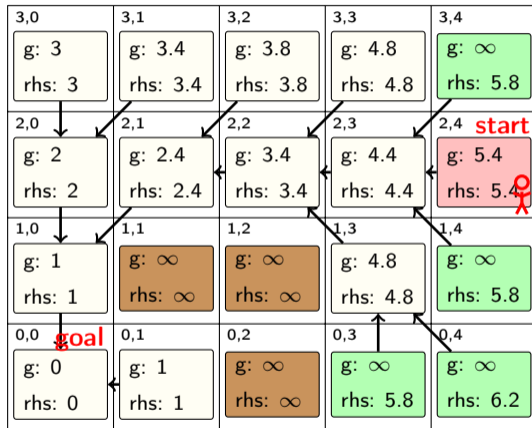 3,0 3,1 3,2 3,3 3,4
g: 3 g: 3.4 g: 3.8 g: 4.8 g: ∞
rhs: 3 rhs: 3.4 rhs: 3.8 rhs: 4.8 rhs: 5.8
2,0 2,1 2,2 2,3 2,4 start
g: 2 g: 2.4 g: 3.4 g: 4.4 g: 5.4
rhs: 2 rhs: 2.4 rhs: 3.4 rhs: 4.4 rhs: 5.4
1,0 1,1 1,2 1,3 1,4
g: 1 g: ∞ g: ∞ g: 4.8 g: ∞
rhs: 1 rhs: ∞ rhs: ∞ rhs: 4.8 rhs: 5.8
0,0 goal 0,1 0,2 0,3 0,4
g: 0 g: 1 g: ∞ g: ∞ g: ∞
rhs: 0 rhs: 1 rhs: ∞ rhs: 5.8 rhs: 6.2